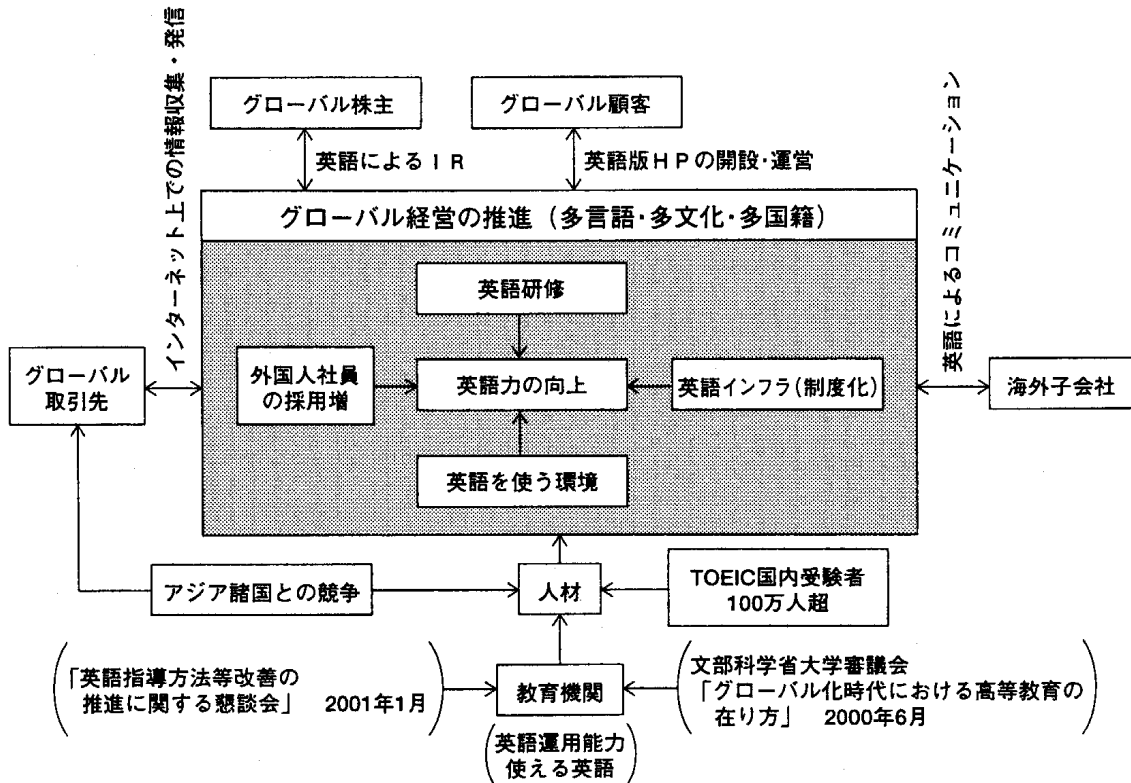 インターネット上での情報収集・発信
グローバル株主
グローバル顧客
英語によるIR
英語版HPの開設・運営
グローバル経営の推進（多言語・多文化・多国籍）
英語によるコミュニケーション
英語研修
グローバル
取引先
外国人社員
の採用増
英語力の向上
英語インフラ(制度化)
海外子会社
英語を使う環境
アジア諸国との競争
人材
TOEIC国内受験者
100万人超
「英語指導方法等改善の
推進に関する懇談会」　2001年1月
教育機関
文部科学省大学審議会
「グローバル化時代における高等教育の
在り方」　2000年6月
英語運用能力
使える英語